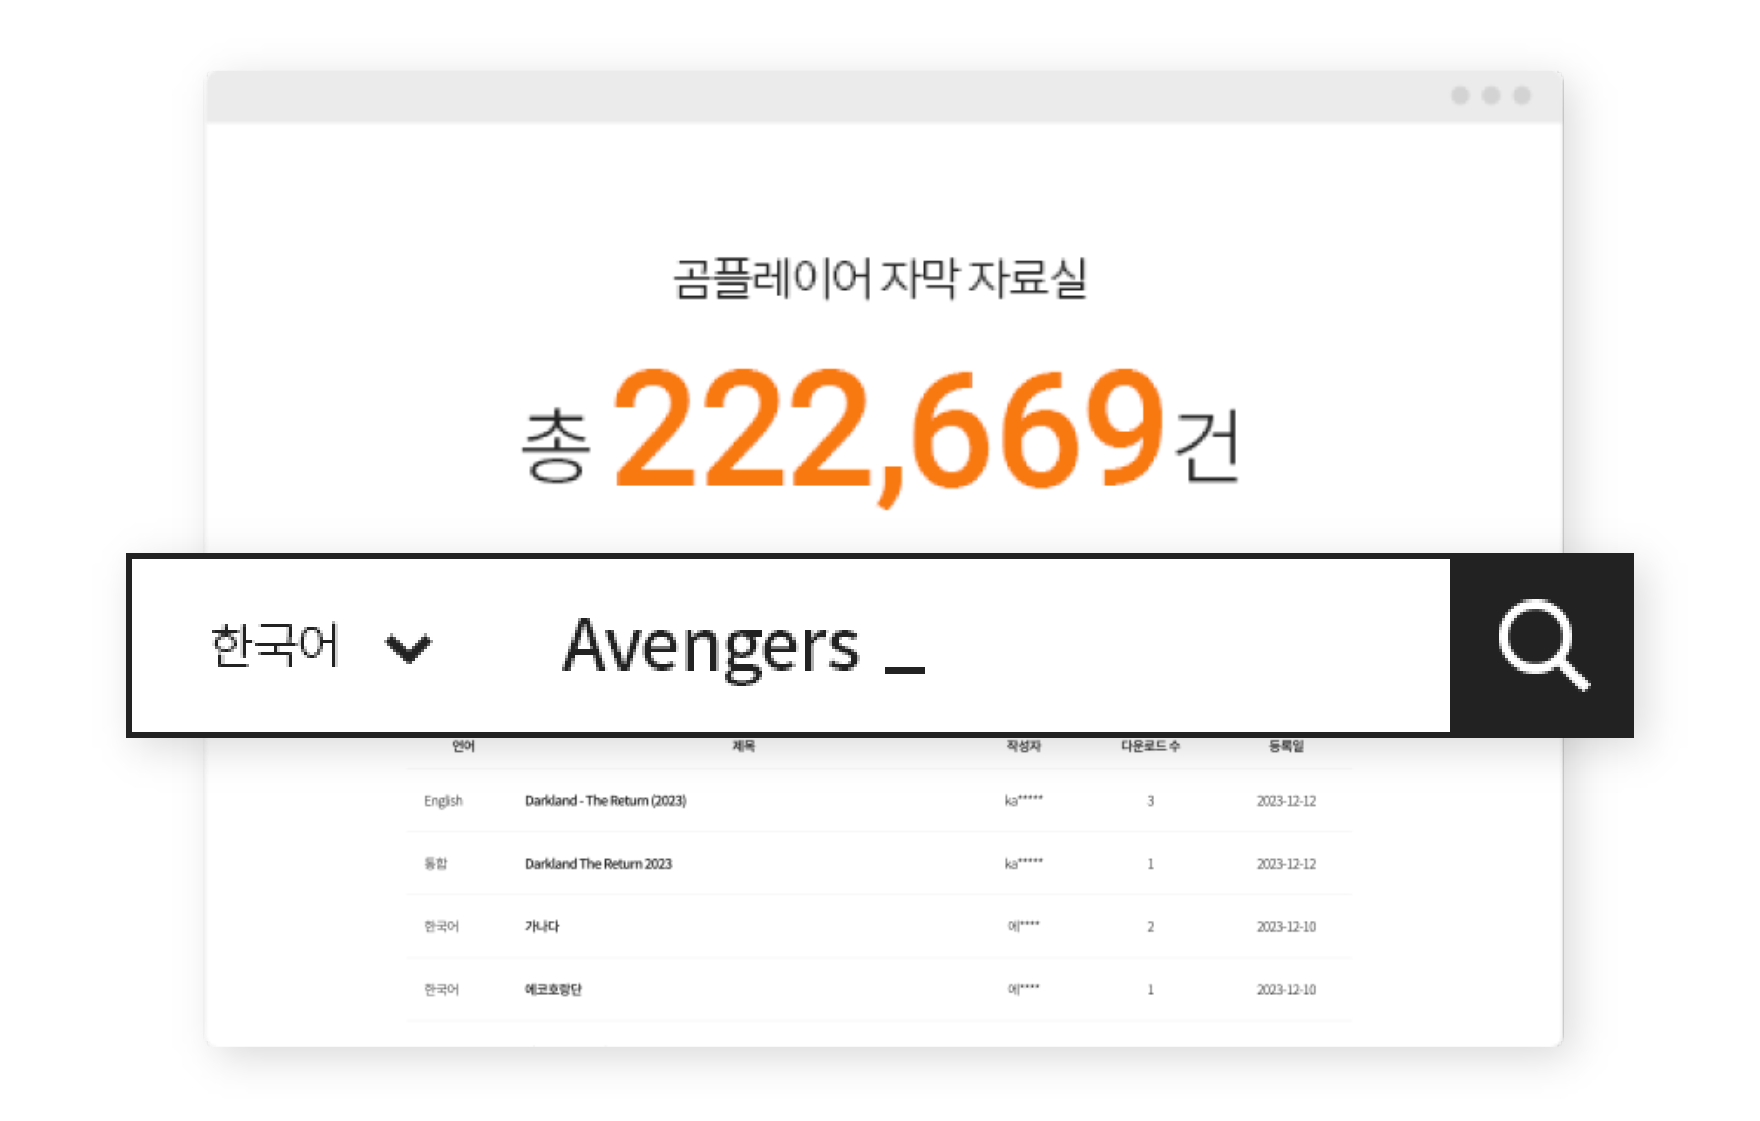 곰플레이어 자막 자료실
총 222,669건
한국어 Avengers _
언어 제목 작성자 다운로드 수 등록일
English Darkland - The Return (2023) ka***** 3 2023-12-12
통합 Darkland The Return 2023 ka***** 1 2023-12-12
한국어 가나다 에**** 2 2023-12-10
한국어 에코호랑단 에**** 1 2023-12-10